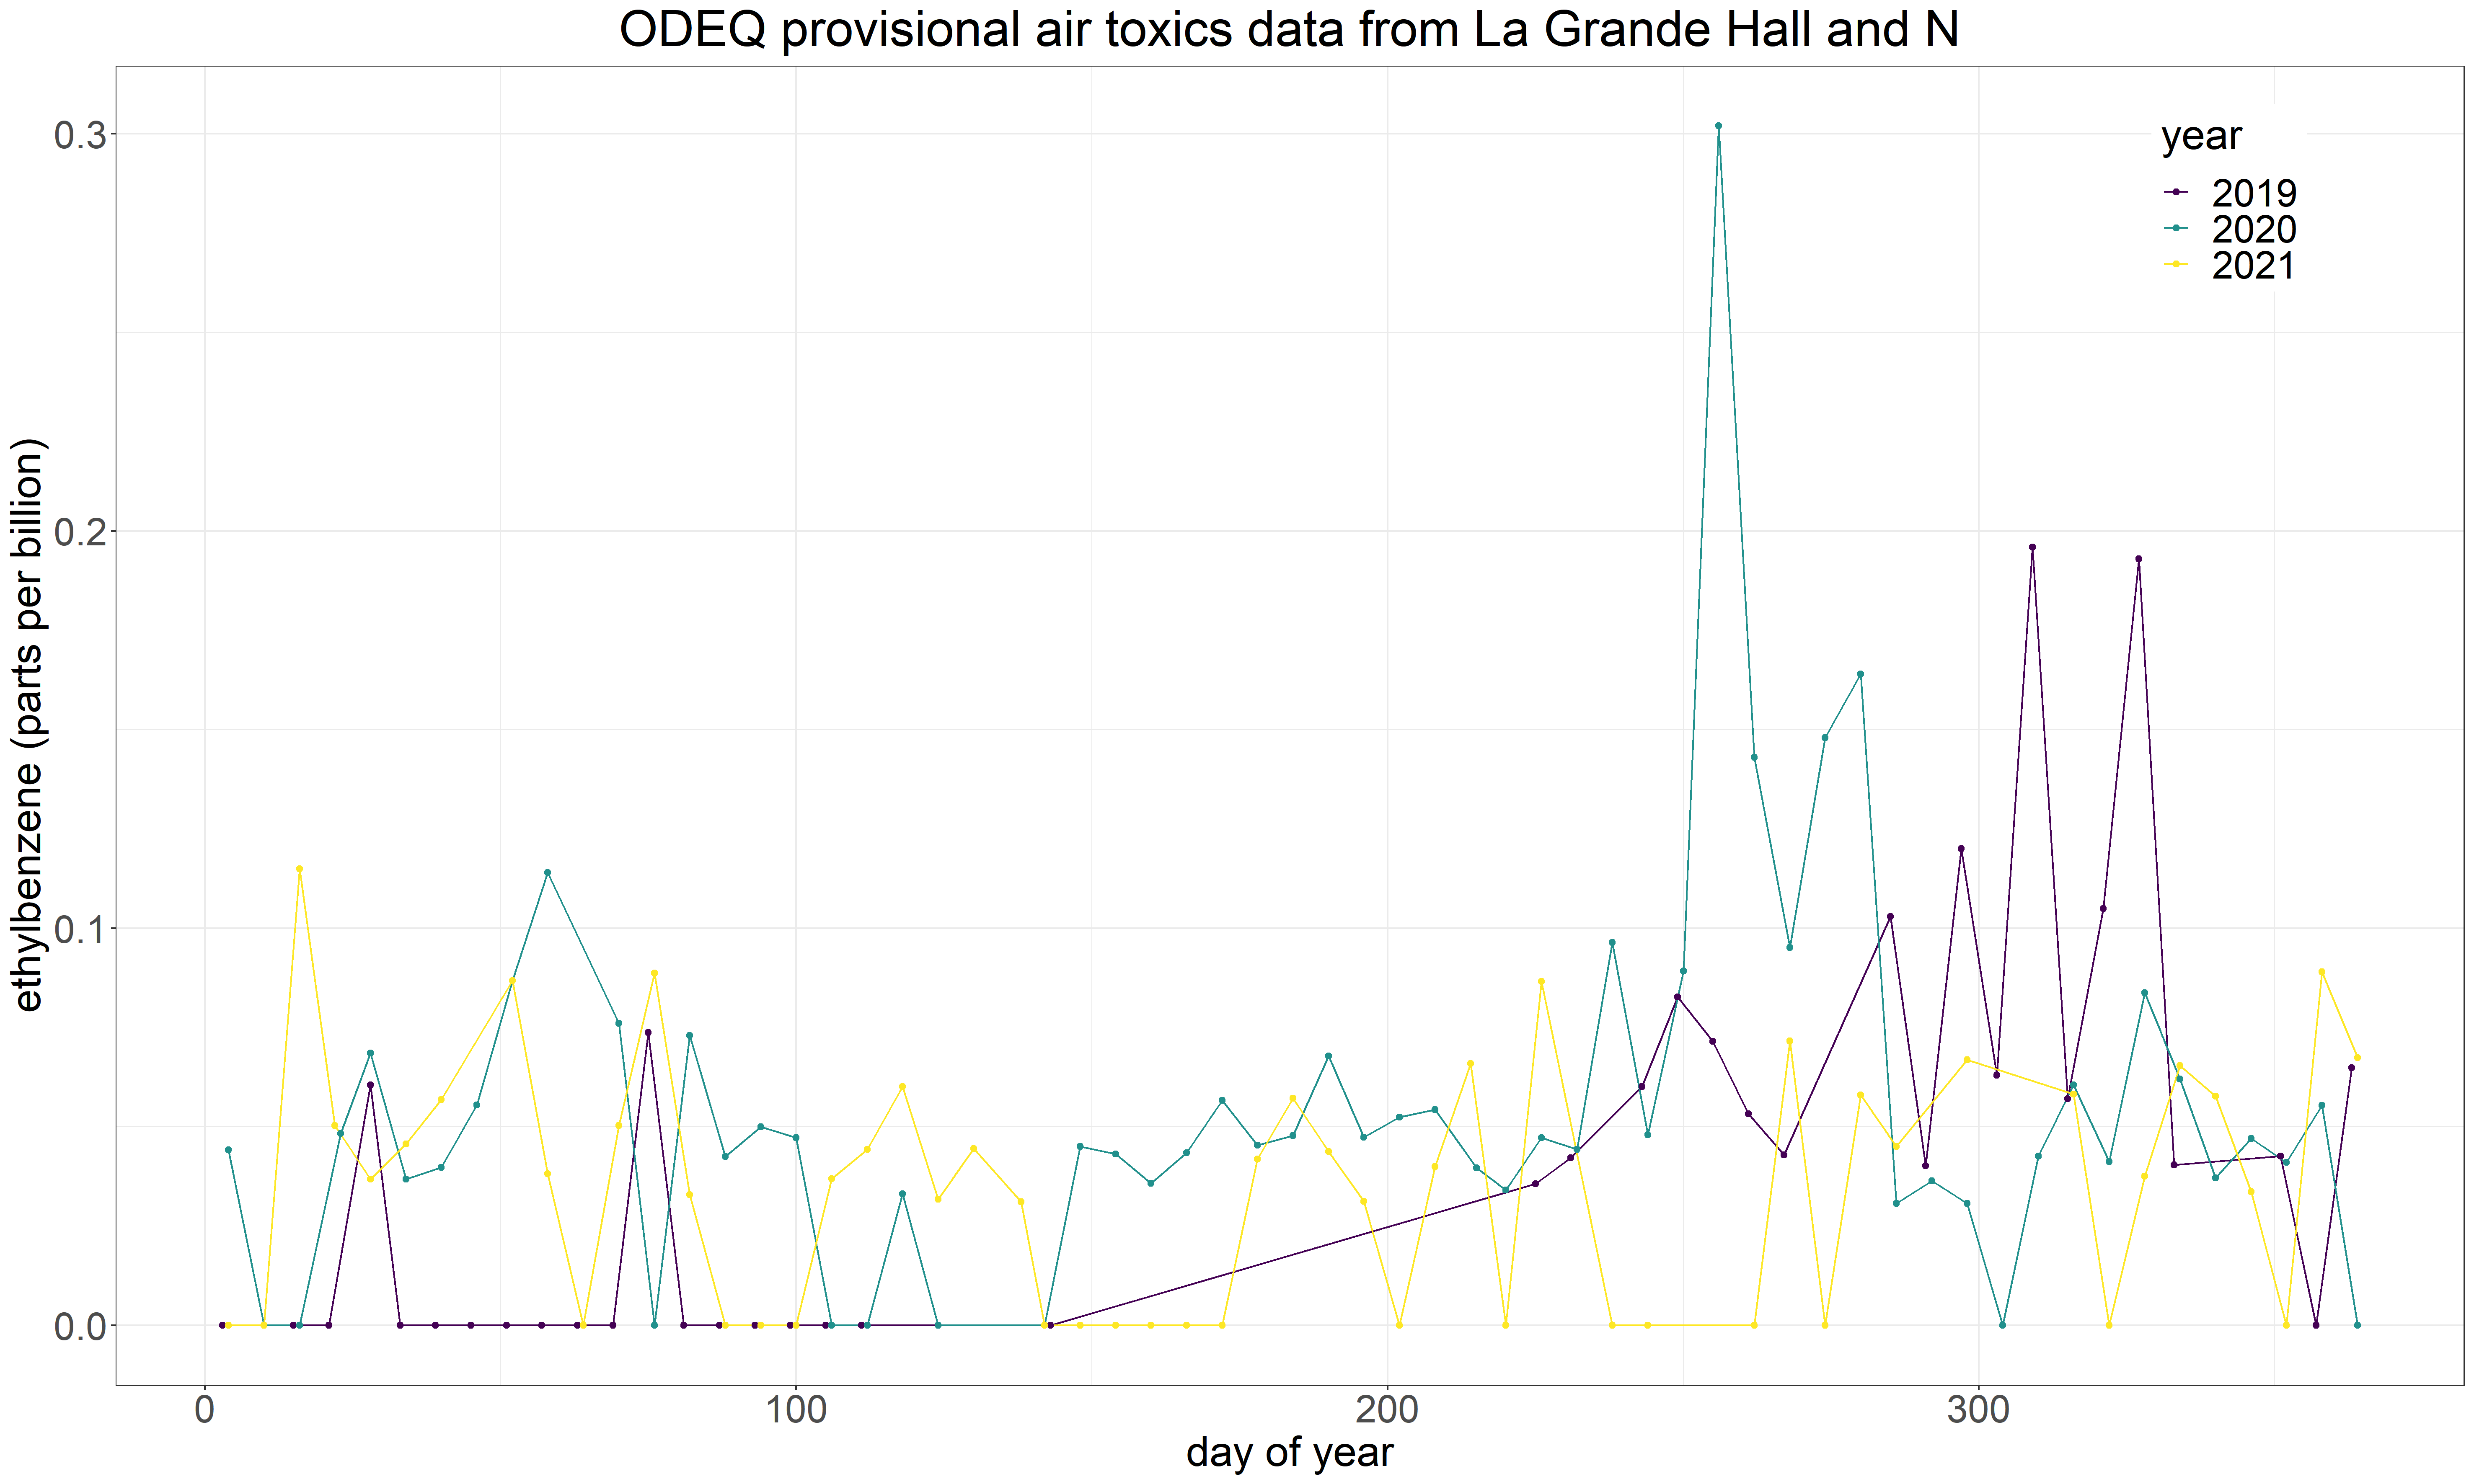 ODEQ provisional air toxics data from La Grande Hall and N
year
2019
2020
2021
0.3
0.2
0.1
0.0
ethylbenzene (parts per billion)
0 100 200 300
day of year